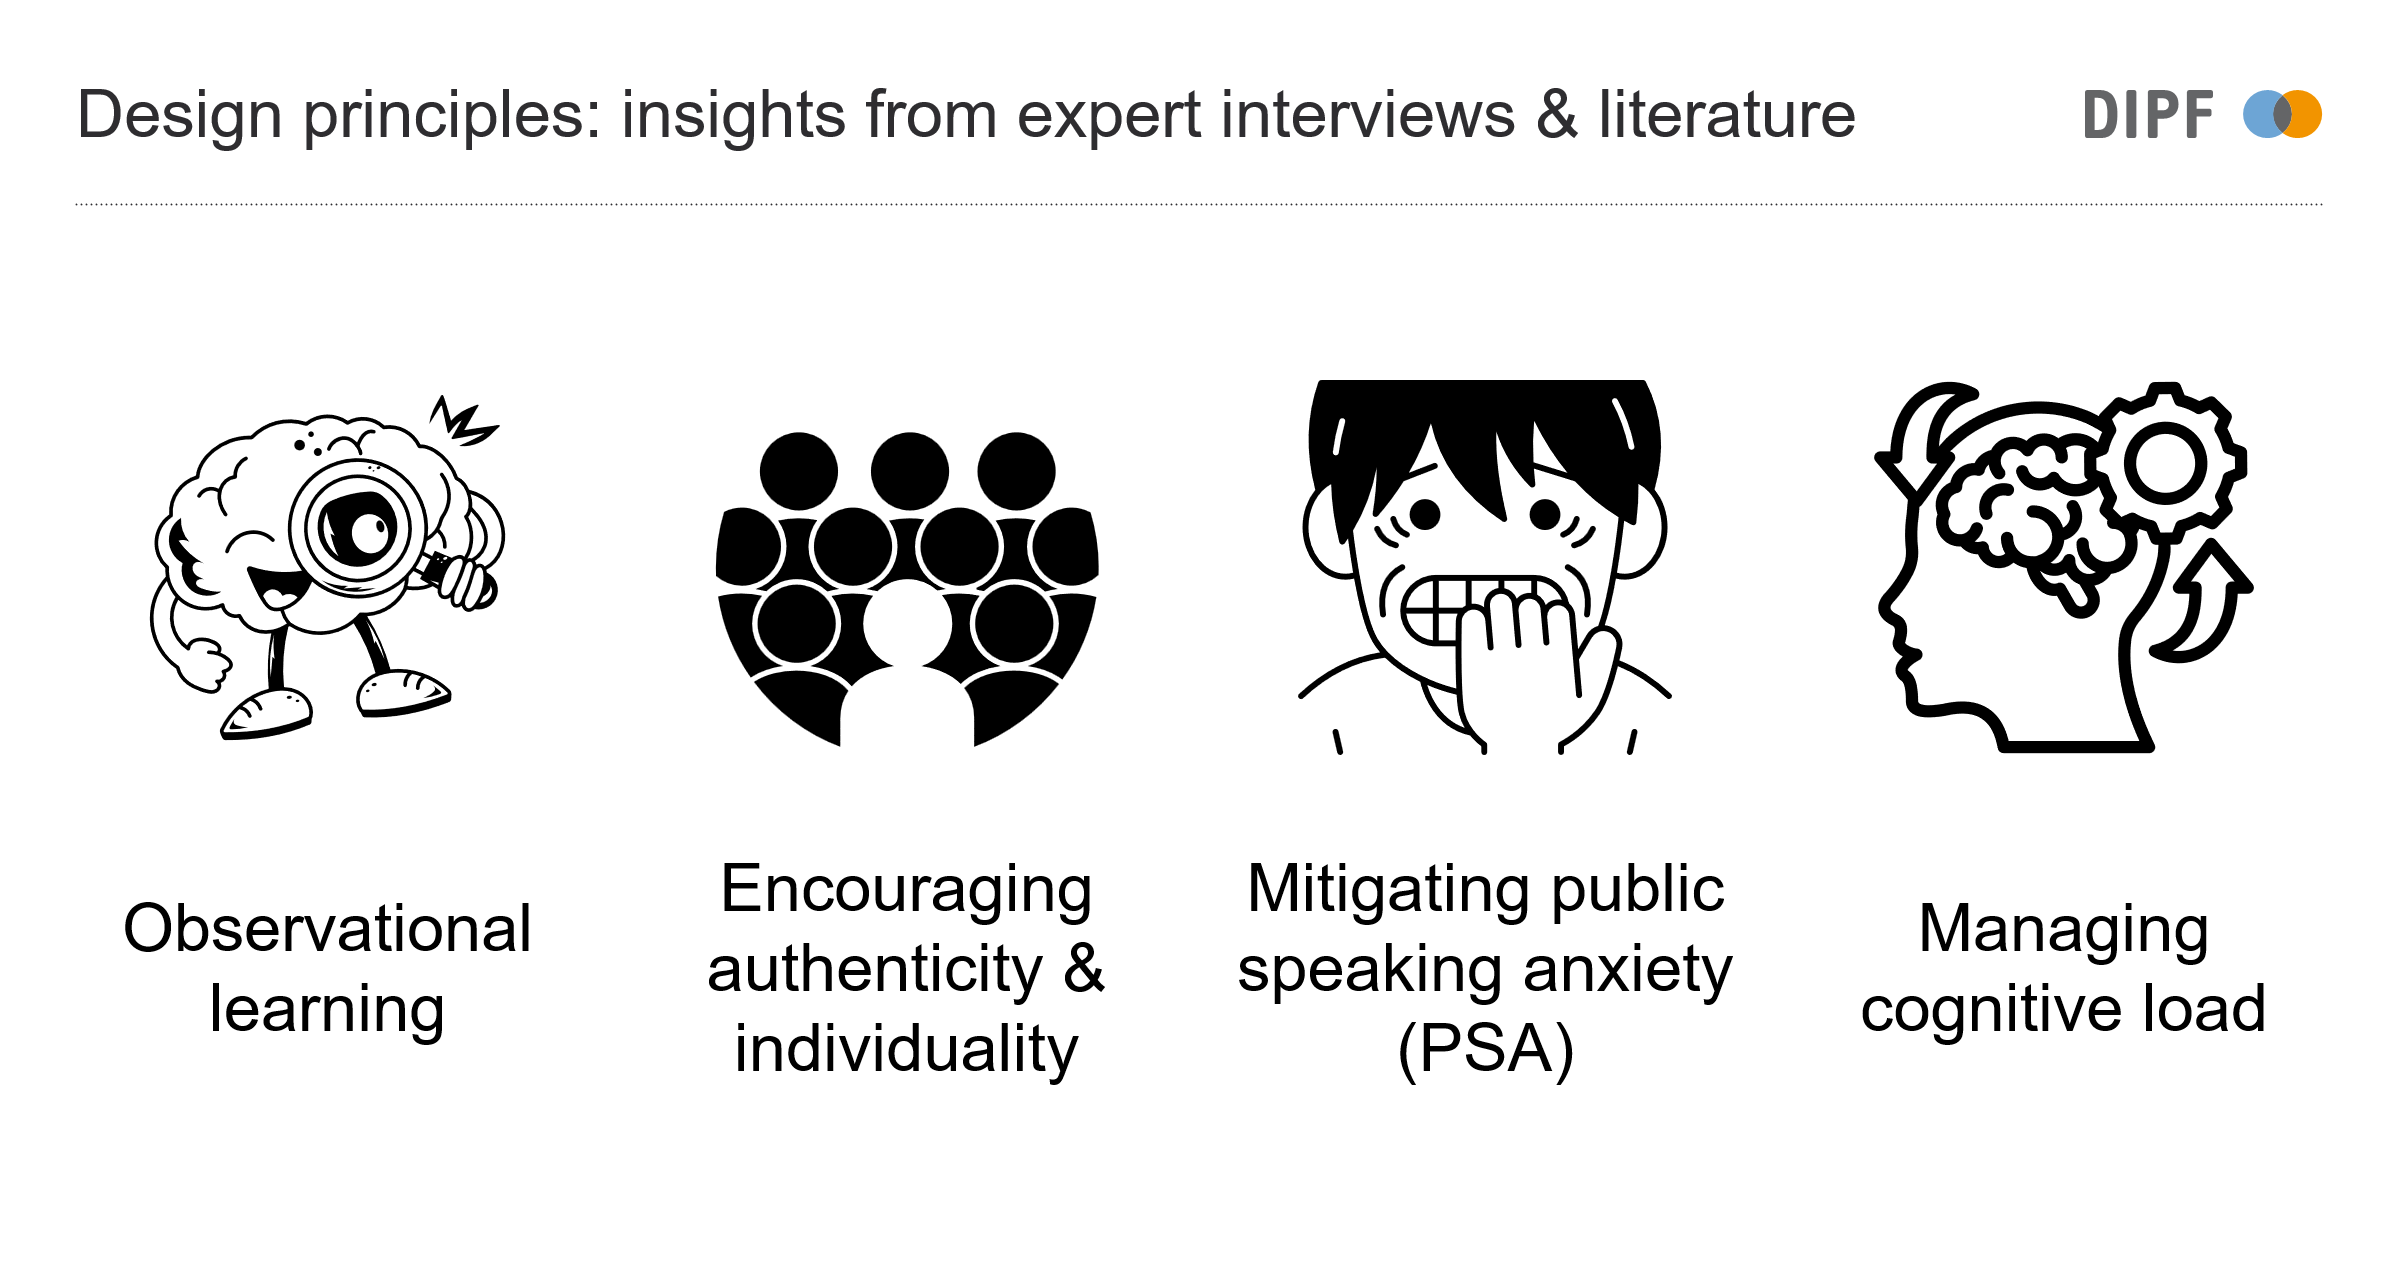 Design principles: insights from expert interviews & literature
DIPF
Observational
learning
Encouraging
authenticity &
individuality
Mitigating public
speaking anxiety
(PSA)
Managing
cognitive load